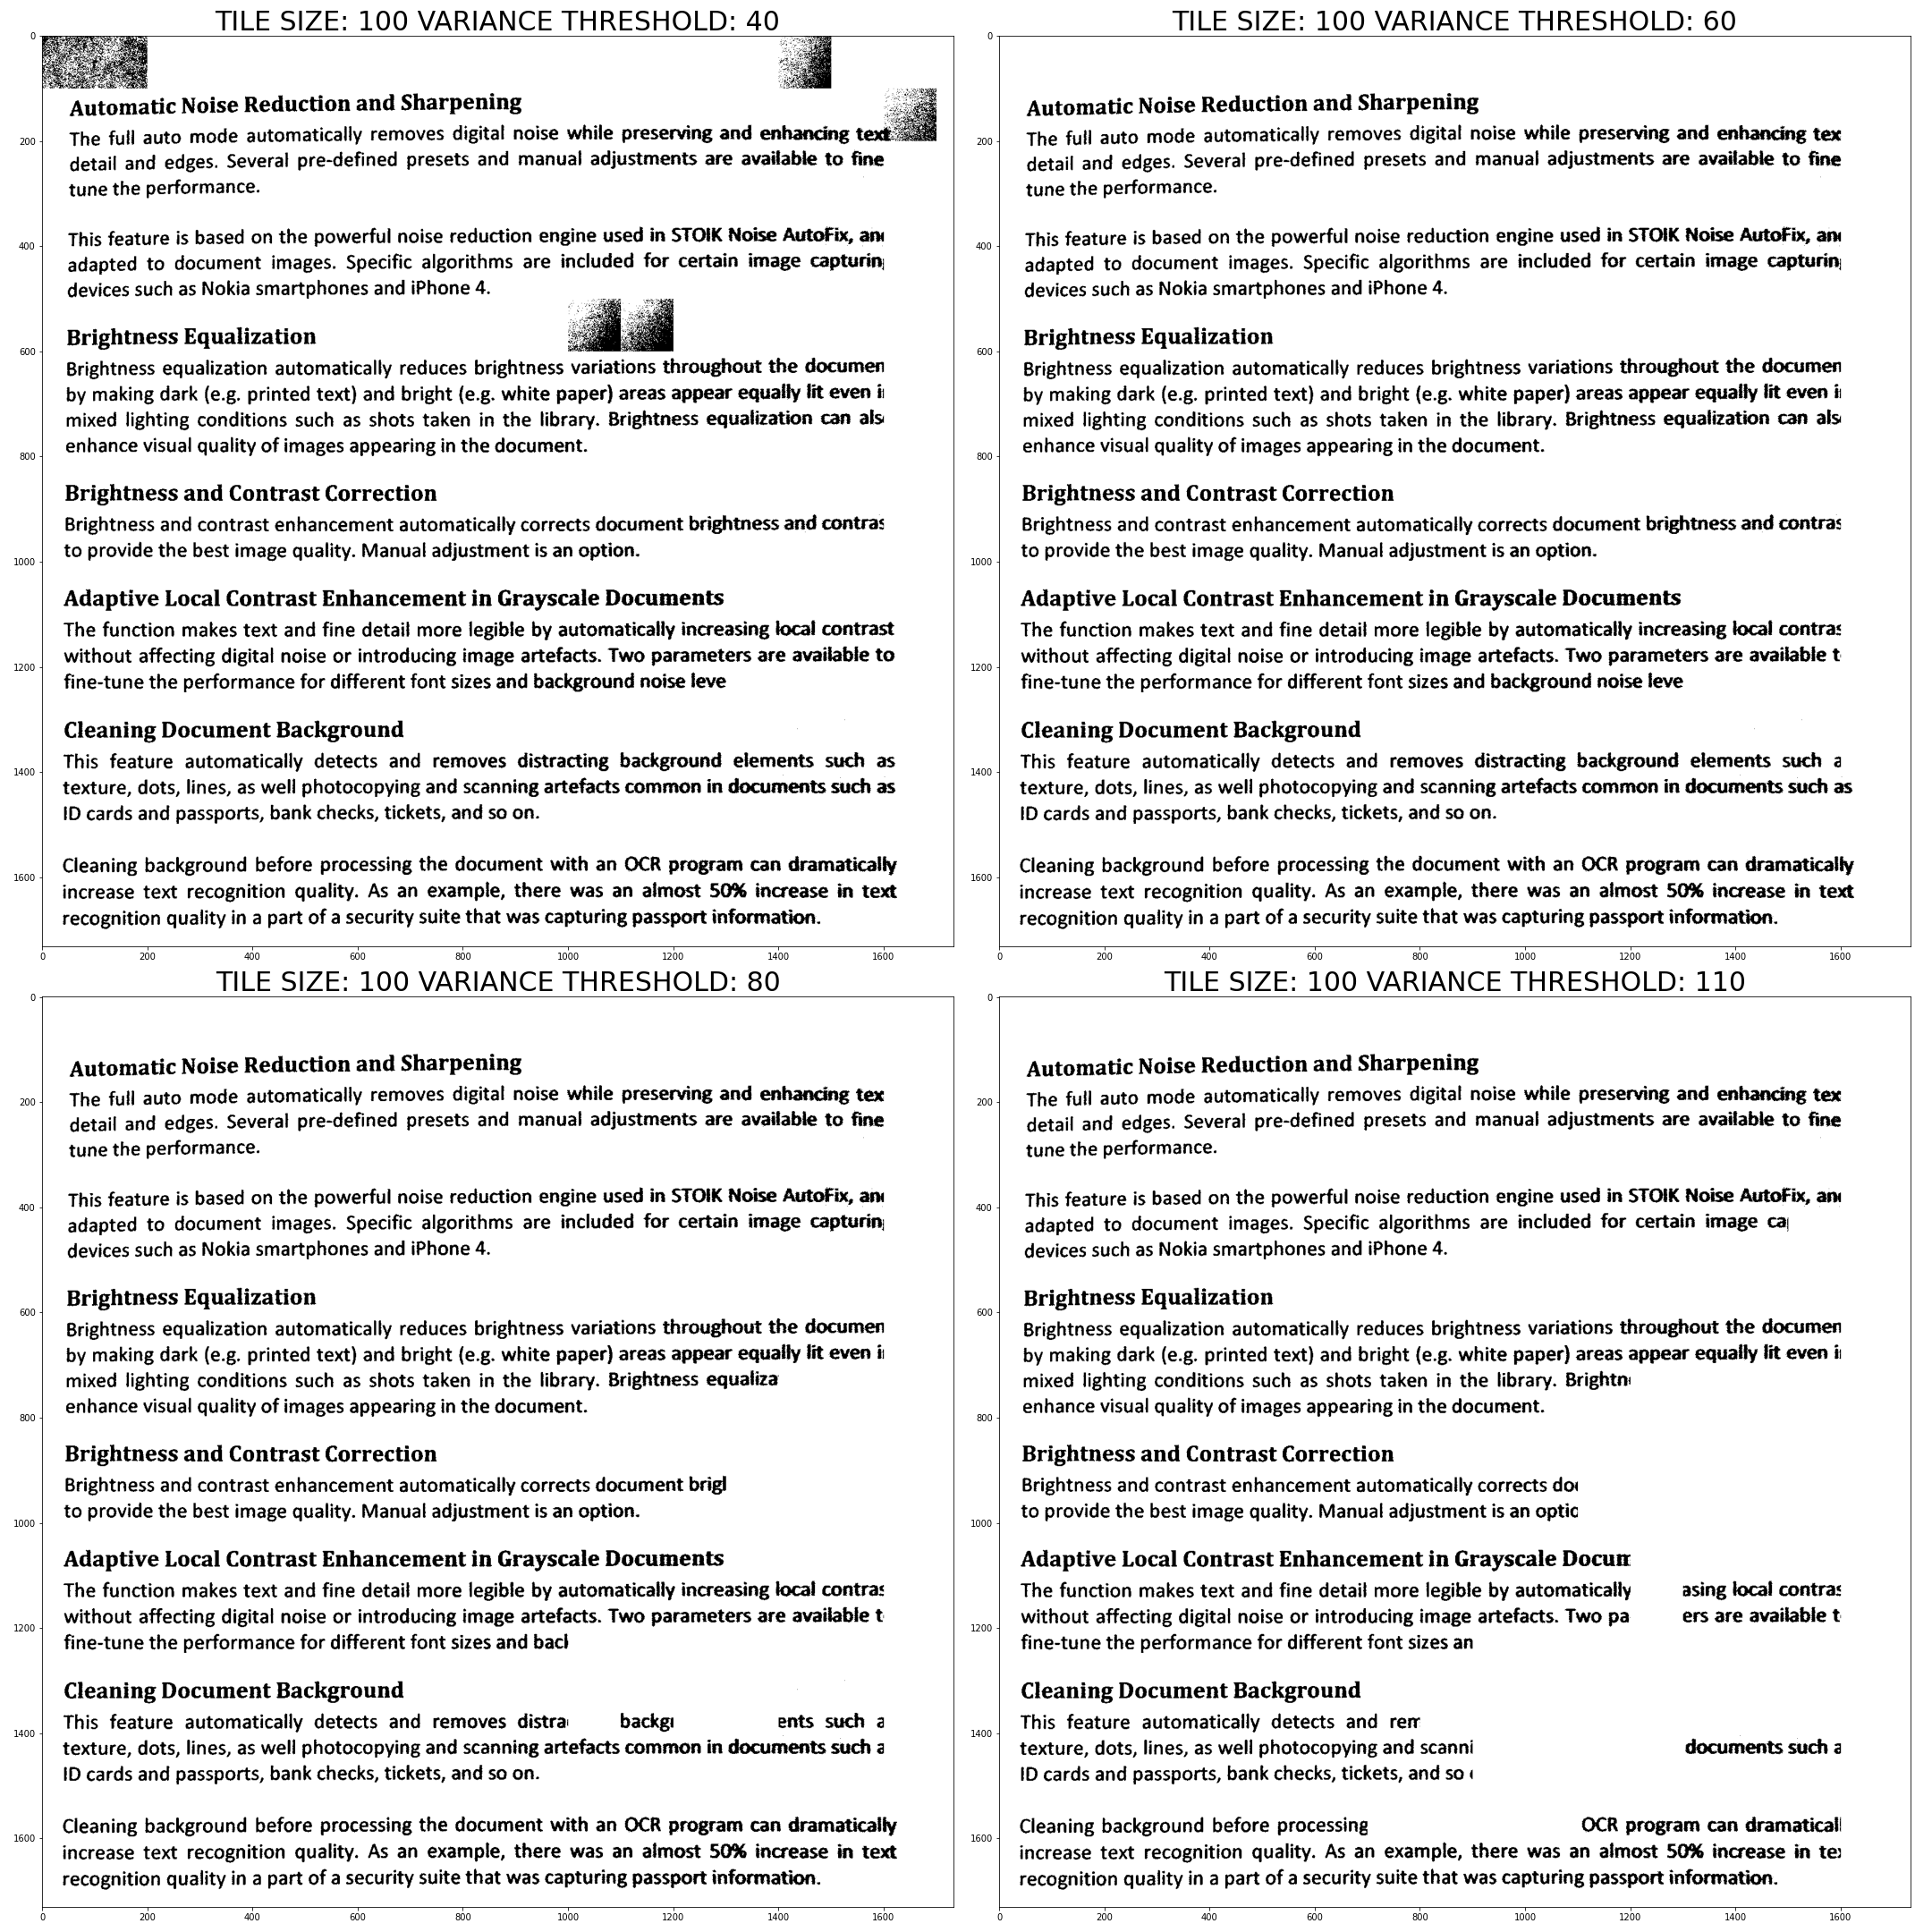 TILE SIZE: 100 VARIANCE THRESHOLD: 40
0
200
400
600
800
1000
1200
1400
1600
Automatic Noise Reduction and Sharpening
The full auto mode automatically removes digital noise while preserving and enhancing text
detail and edges. Several pre-defined presets and manual adjustments are available to fine
tune the performance.
This feature is based on the powerful noise reduction engine used in STOIK Noise AutoFix, an
adapted to document images. Specific algorithms are included for certain image capturin
devices such as Nokia smartphones and iPhone 4.
Brightness Equalization
Brightness equalization automatically reduces brightness variations throughout the documen
by making dark (e.g. printed text) and bright (e.g. white paper) areas appear equally lit even i
mixed lighting conditions such as shots taken in the library. Brightness equalization can als
enhance visual quality of images appearing in the document.
Brightness and Contrast Correction
Brightness and contrast enhancement automatically corrects document brightness and contras
to provide the best image quality. Manual adjustment is an option.
Adaptive Local Contrast Enhancement in Grayscale Documents
The function makes text and fine detail more legible by automatically increasing local contrast
without affecting digital noise or introducing image artefacts. Two parameters are available to
fine-tune the performance for different font sizes and background noise leve
Cleaning Document Background
This feature automatically detects and removes distracting background elements such as
texture, dots, lines, as well photocopying and scanning artefacts common in documents such as
ID cards and passports, bank checks, tickets, and so on.
Cleaning background before processing the document with an OCR program can dramatically
increase text recognition quality. As an example, there was an almost 50% increase in text
recognition quality in a part of a security suite that was capturing passport information.
0 200 400 600 800 1000 1200 1400 1600
TILE SIZE: 100 VARIANCE THRESHOLD: 60
0
200
400
600
800
1000
1200
1400
1600
Automatic Noise Reduction and Sharpening
The full auto mode automatically removes digital noise while preserving and enhancing tex
detail and edges. Several pre-defined presets and manual adjustments are available to fine
tune the performance.
This feature is based on the powerful noise reduction engine used in STOIK Noise AutoFix, an
adapted to document images. Specific algorithms are included for certain image capturin
devices such as Nokia smartphones and iPhone 4.
Brightness Equalization
Brightness equalization automatically reduces brightness variations throughout the documen
by making dark (e.g. printed text) and bright (e.g. white paper) areas appear equally lit even i
mixed lighting conditions such as shots taken in the library. Brightness equalization can als
enhance visual quality of images appearing in the document.
Brightness and Contrast Correction
Brightness and contrast enhancement automatically corrects document brightness and contras
to provide the best image quality. Manual adjustment is an option.
Adaptive Local Contrast Enhancement in Grayscale Documents
The function makes text and fine detail more legible by automatically increasing local contras
without affecting digital noise or introducing image artefacts. Two parameters are available t
fine-tune the performance for different font sizes and background noise leve
Cleaning Document Background
This feature automatically detects and removes distracting background elements such a
texture, dots, lines, as well photocopying and scanning artefacts common in documents such as
ID cards and passports, bank checks, tickets, and so on.
Cleaning background before processing the document with an OCR program can dramatically
increase text recognition quality. As an example, there was an almost 50% increase in text
recognition quality in a part of a security suite that was capturing passport information.
0 200 400 600 800 1000 1200 1400 1600
TILE SIZE: 100 VARIANCE THRESHOLD: 80
0
200
400
600
800
1000
1200
1400
1600
Automatic Noise Reduction and Sharpening
The full auto mode automatically removes digital noise while preserving and enhancing tex
detail and edges. Several pre-defined presets and manual adjustments are available to fine
tune the performance.
This feature is based on the powerful noise reduction engine used in STOIK Noise AutoFix, an
adapted to document images. Specific algorithms are included for certain image capturin
devices such as Nokia smartphones and iPhone 4.
Brightness Equalization
Brightness equalization automatically reduces brightness variations throughout the documen
by making dark (e.g. printed text) and bright (e.g. white paper) areas appear equally lit even i
mixed lighting conditions such as shots taken in the library. Brightness equaliza
enhance visual quality of images appearing in the document.
Brightness and Contrast Correction
Brightness and contrast enhancement automatically corrects document brig
to provide the best image quality. Manual adjustment is an option.
Adaptive Local Contrast Enhancement in Grayscale Documents
The function makes text and fine detail more legible by automatically increasing local contras
without affecting digital noise or introducing image artefacts. Two parameters are available t
fine-tune the performance for different font sizes and bac
Cleaning Document Background
This feature automatically detects and removes distra backg ents such a
texture, dots, lines, as well photocopying and scanning artefacts common in documents such a
ID cards and passports, bank checks, tickets, and so on.
Cleaning background before processing the document with an OCR program can dramatically
increase text recognition quality. As an example, there was an almost 50% increase in text
recognition quality in a part of a security suite that was capturing passport information.
0 200 400 600 800 1000 1200 1400 1600
TILE SIZE: 100 VARIANCE THRESHOLD: 110
0
200
400
600
800
1000
1200
1400
1600
Automatic Noise Reduction and Sharpening
The full auto mode automatically removes digital noise while preserving and enhancing tex
detail and edges. Several pre-defined presets and manual adjustments are available to fine
tune the performance.
This feature is based on the powerful noise reduction engine used in STOIK Noise AutoFix, an
adapted to document images. Specific algorithms are included for certain image ca
devices such as Nokia smartphones and iPhone 4.
Brightness Equalization
Brightness equalization automatically reduces brightness variations throughout the documen
by making dark (e.g. printed text) and bright (e.g. white paper) areas appear equally lit even i
mixed lighting conditions such as shots taken in the library. Brightn
enhance visual quality of images appearing in the document.
Brightness and Contrast Correction
Brightness and contrast enhancement automatically corrects do
to provide the best image quality. Manual adjustment is an optio
Adaptive Local Contrast Enhancement in Grayscale Docum
The function makes text and fine detail more legible by automatically asing local contras
without affecting digital noise or introducing image artefacts. Two pa ers are available t
fine-tune the performance for different font sizes an
Cleaning Document Background
This feature automatically detects and rem
texture, dots, lines, as well photocopying and scanni documents such a
ID cards and passports, bank checks, tickets, and so
Cleaning background before processing OCR program can dramatical
increase text recognition quality. As an example, there was an almost 50% increase in te
recognition quality in a part of a security suite that was capturing passport information.
0 200 400 600 800 1000 1200 1400 1600